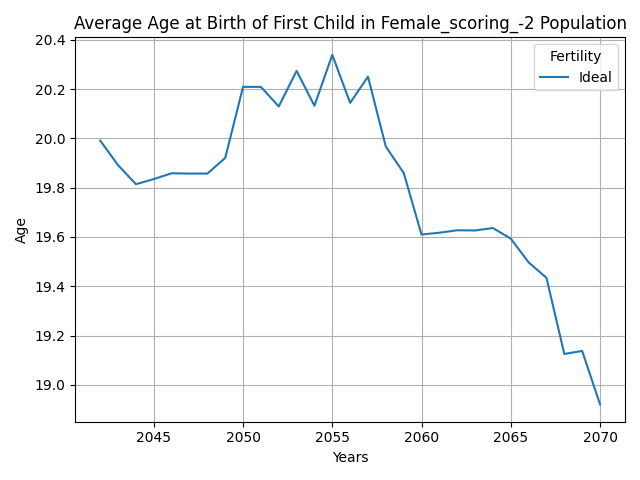 Average Age at Birth of First Child in Female_scoring_-2 Population
Fertility
Ideal
20.4
20.2
20.0
19.8
19.6
19.4
19.2
19.0
Age
2045 2050 2055 2060 2065 2070
Years